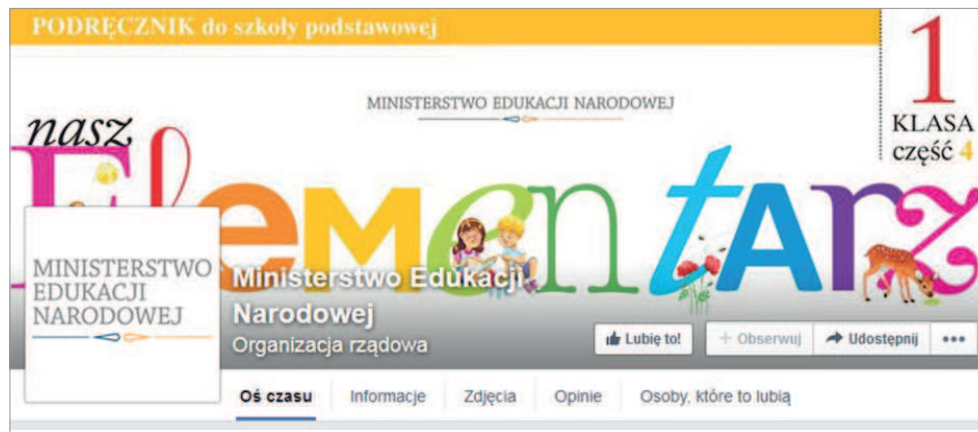 PODRĘCZNIK do szkoły podstawowej
1
KLASA
część 4
MINISTERSTWO EDUKACJI NARODOWEJ
nasz
Elementarz
MINISTERSTWO
EDUKACJI
NARODOWEJ
Ministerstwo Edukacji
Narodowej
Organizacja rządowa
Lubię to!
+ Obserwuj
Udostępnij
•••
Oś czasu
Informacje
Zdjęcia
Opinie
Osoby, które to lubią